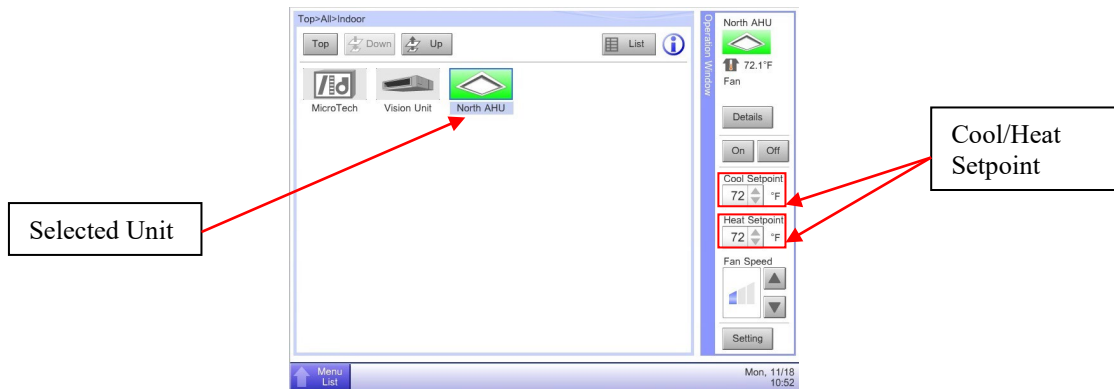 Top>All>Indoor
Top
Down
Up
List
MicroTech
Vision Unit
North AHU
Operation Window
North AHU
72.1°F
Fan
Details
On
Off
Cool Setpoint
72 °F
Heat Setpoint
72 °F
Fan Speed
Setting
Menu
List
Mon, 11/18
10:52
Selected Unit
Cool/Heat
Setpoint